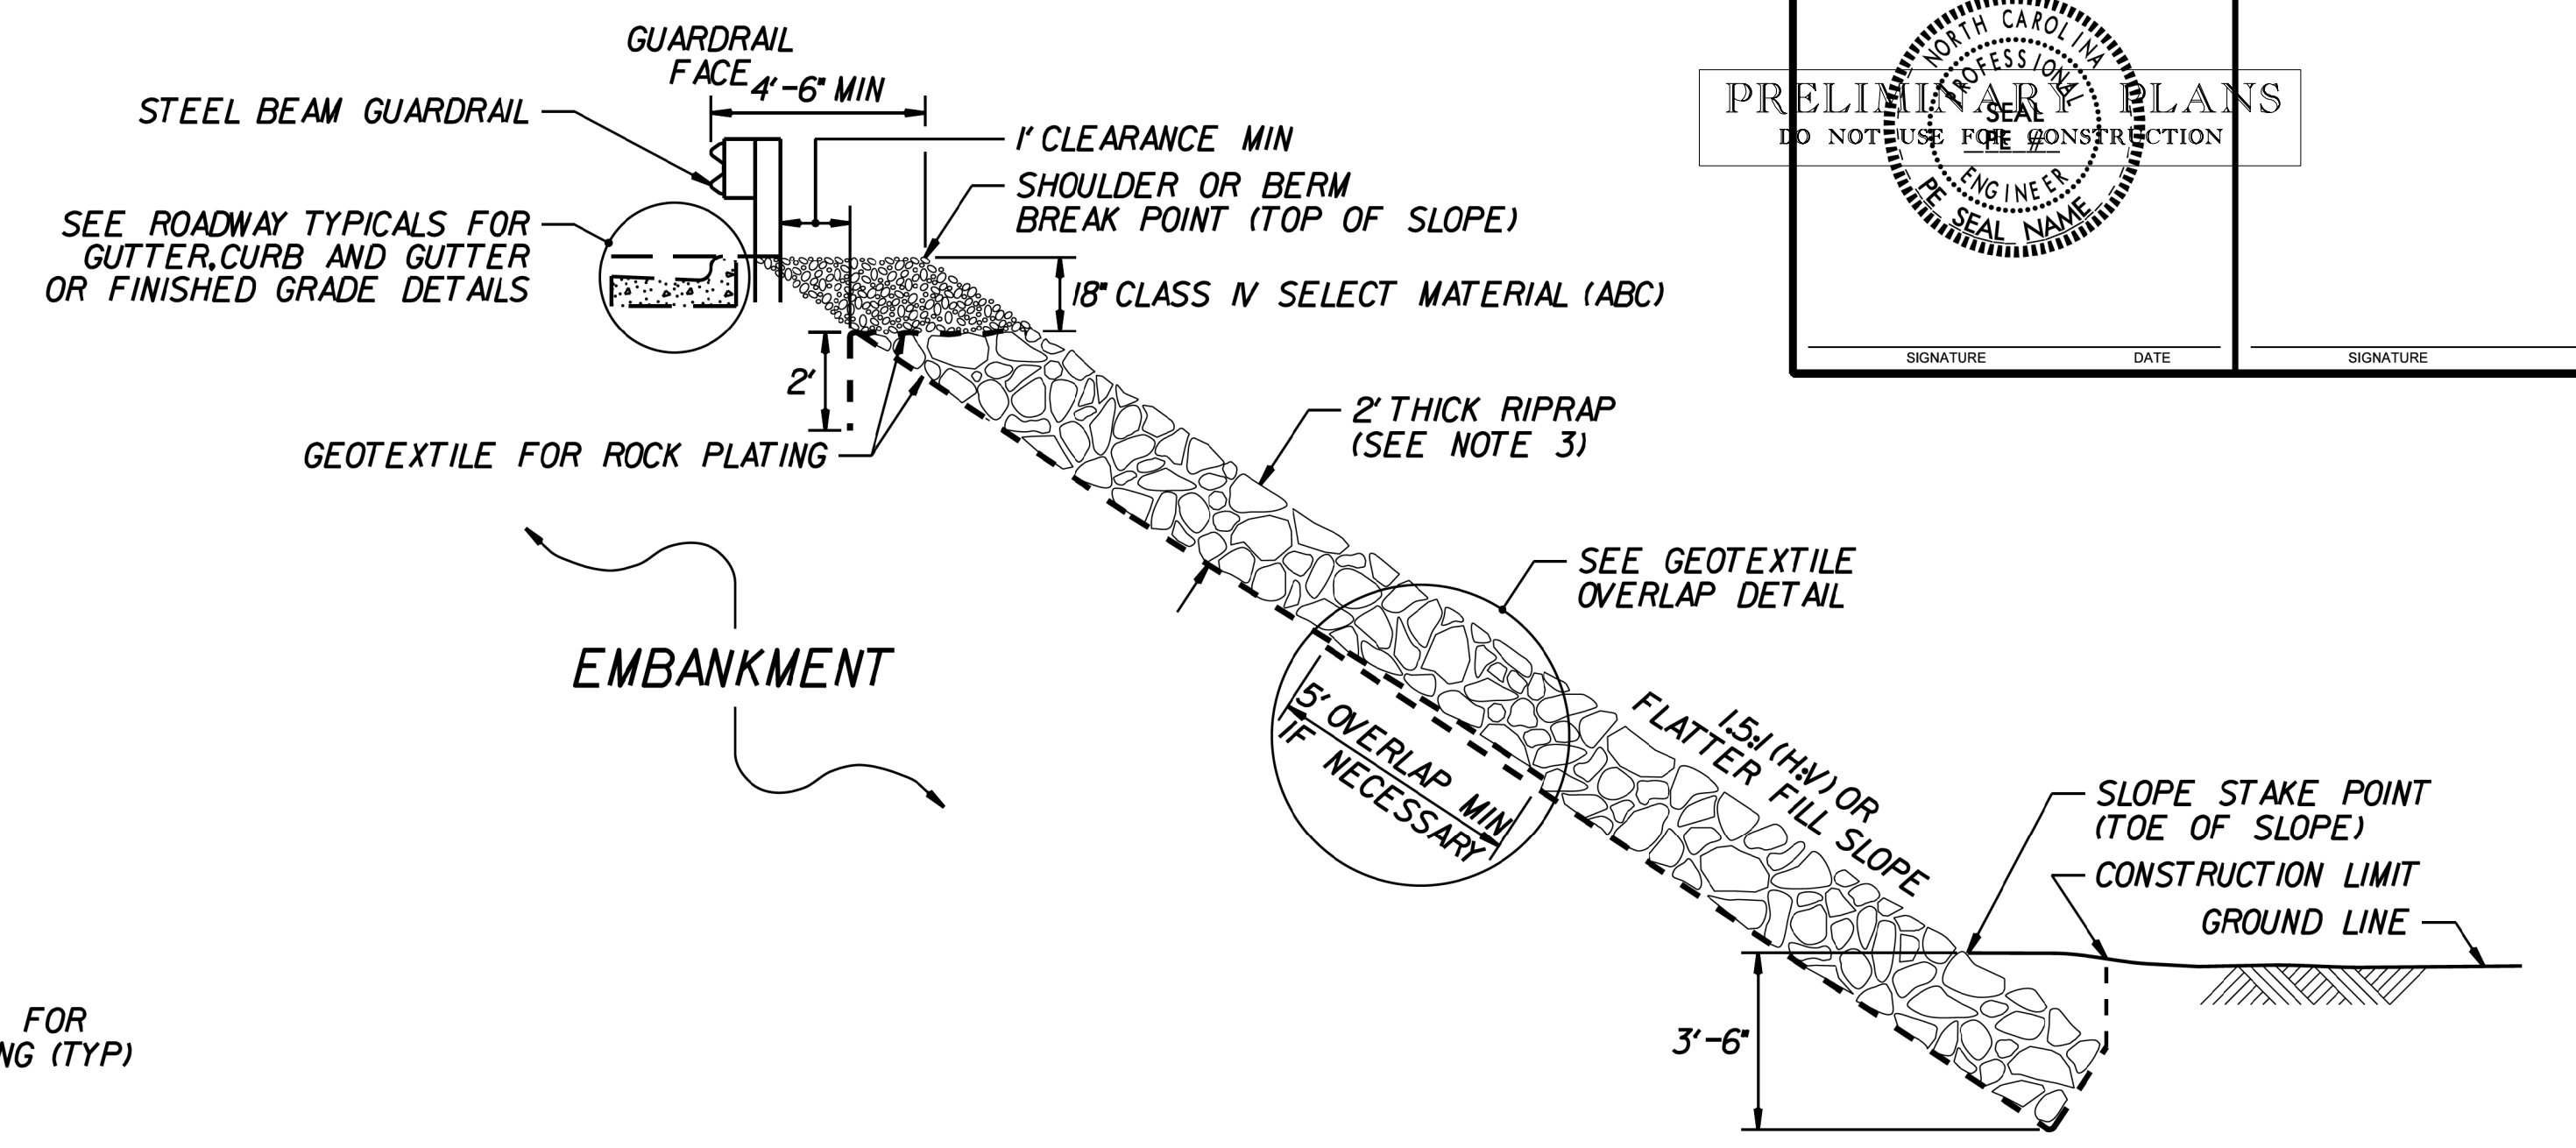 GUARDRAIL
FACE
4'-6" MIN
STEEL BEAM GUARDRAIL
1' CLEARANCE MIN
SHOULDER OR BERM
BREAK POINT (TOP OF SLOPE)
SEE ROADWAY TYPICALS FOR
GUTTER, CURB AND GUTTER
OR FINISHED GRADE DETAILS
18" CLASS IV SELECT MATERIAL (ABC)
2'
GEOTEXTILE FOR ROCK PLATING
2' THICK RIPRAP
(SEE NOTE 3)
SEE GEOTEXTILE
OVERLAP DETAIL
EMBANKMENT
5' OVERLAP MIN
IF NECESSARY
1.5:1 (H:V) OR
FLATTER FILL SLOPE
SLOPE STAKE POINT
(TOE OF SLOPE)
CONSTRUCTION LIMIT
GROUND LINE
3'-6"
FOR
NG (TYP)
NORTH CAROLINA
PROFESSIONAL
SEAL
PE #
ENGINEER
PE SEAL NAME
PRELIMINARY PLANS
DO NOT USE FOR CONSTRUCTION
SIGNATURE DATE
SIGNATURE